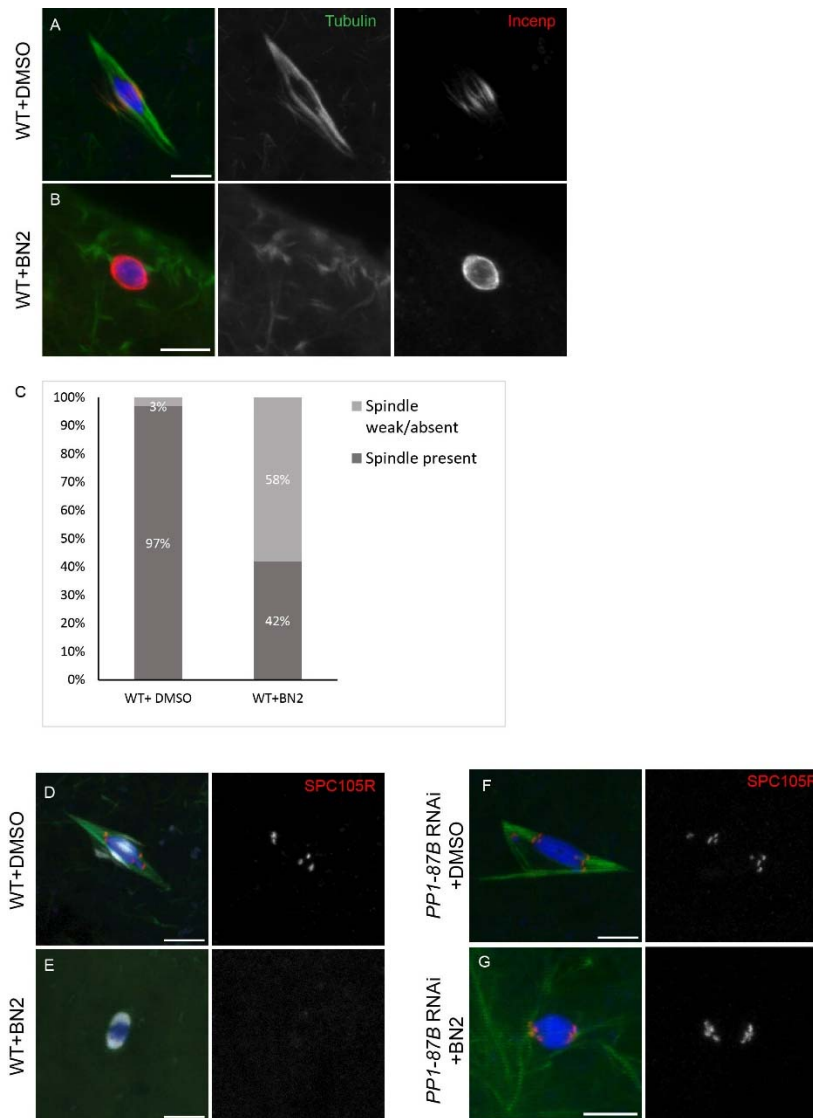 A
Tubulin
Incenp
WT+DMSO
B
WT+BN2
C
100%
90%
80%
70%
60%
50%
40%
30%
20%
10%
0%
3%
97%
58%
42%
WT+ DMSO
WT+BN2
Spindle
weak/absent
Spindle present
D
SPC105R
WT+DMSO
E
WT+BN2
F
SPC105R
PP1-87B RNAi
+DMSO
G
PP1-87B RNAi
+BN2